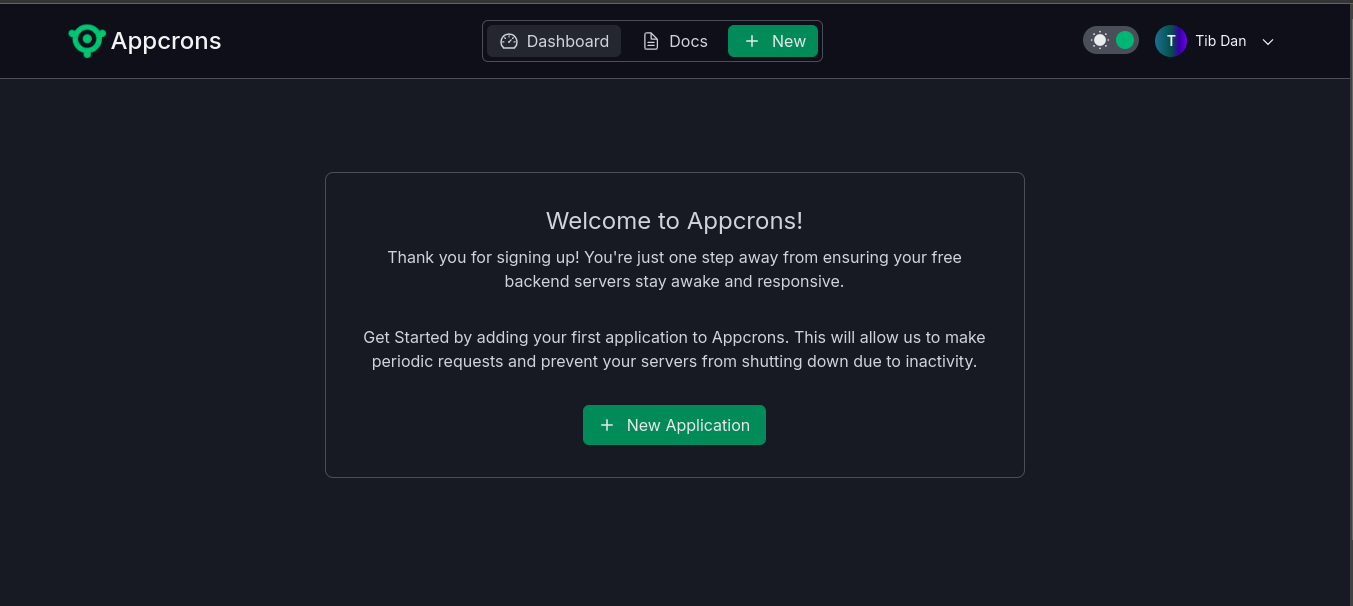 Appcrons
Dashboard
Docs
+ New
T
Tib Dan
Welcome to Appcrons!
Thank you for signing up! You're just one step away from ensuring your free
backend servers stay awake and responsive.
Get Started by adding your first application to Appcrons. This will allow us to make
periodic requests and prevent your servers from shutting down due to inactivity.
+ New Application